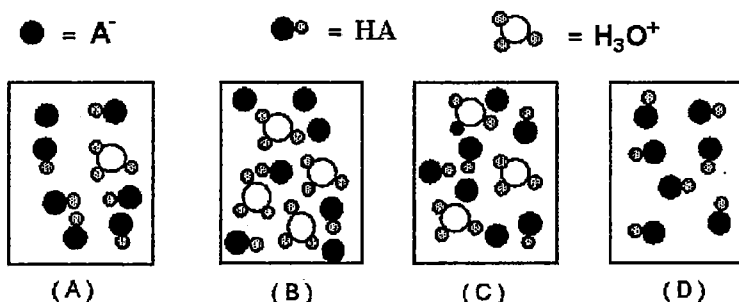 = A⁻ = HA = H₃O⁺
(A) (B) (C) (D)